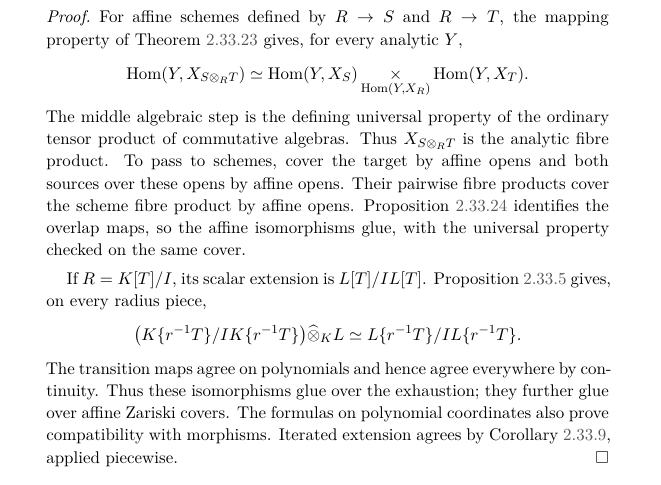 Proof. For affine schemes defined by R → S and R → T, the mapping
property of Theorem 2.33.23 gives, for every analytic Y,
Hom(Y, X_{S⊗_R T}) ≃ Hom(Y, X_S) ×_{Hom(Y,X_R)} Hom(Y, X_T).
The middle algebraic step is the defining universal property of the ordinary
tensor product of commutative algebras. Thus X_{S⊗_R T} is the analytic fibre
product. To pass to schemes, cover the target by affine opens and both
sources over these opens by affine opens. Their pairwise fibre products cover
the scheme fibre product by affine opens. Proposition 2.33.24 identifies the
overlap maps, so the affine isomorphisms glue, with the universal property
checked on the same cover.
If R = K[T]/I, its scalar extension is L[T]/IL[T]. Proposition 2.33.5 gives,
on every radius piece,
(K{r⁻¹T}/IK{r⁻¹T})⊗̂_K L ≃ L{r⁻¹T}/IL{r⁻¹T}.
The transition maps agree on polynomials and hence agree everywhere by con-
tinuity. Thus these isomorphisms glue over the exhaustion; they further glue
over affine Zariski covers. The formulas on polynomial coordinates also prove
compatibility with morphisms. Iterated extension agrees by Corollary 2.33.9,
applied piecewise. □